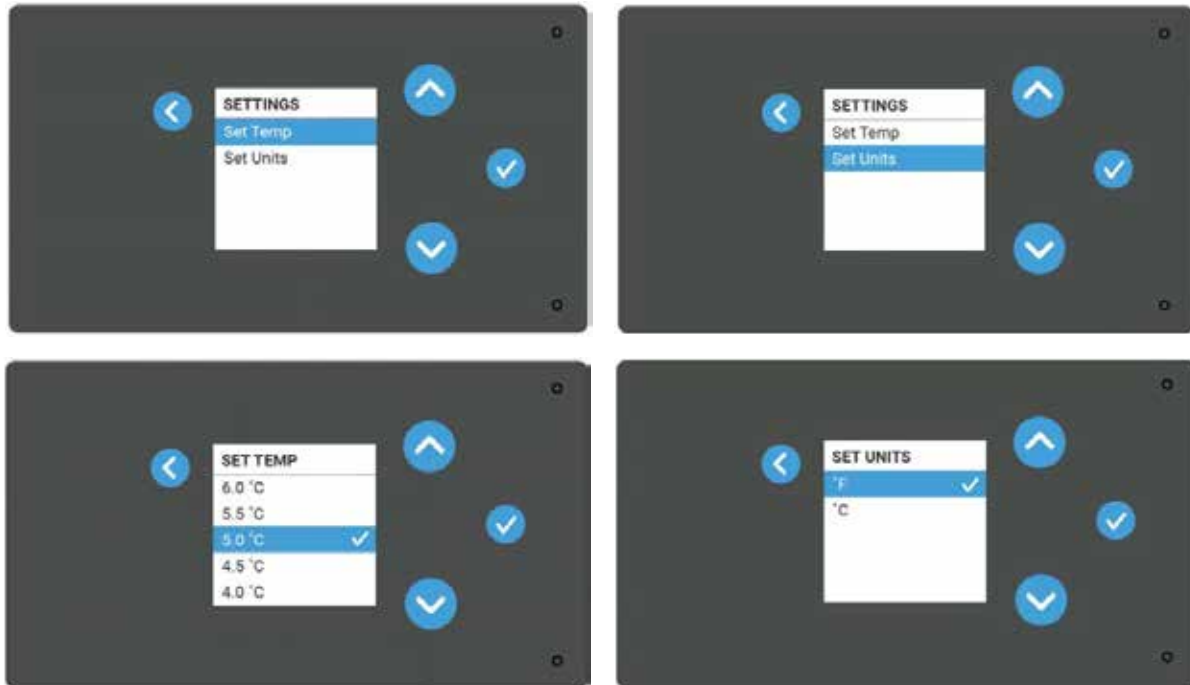 SETTINGS
Set Temp
Set Units
SETTINGS
Set Temp
Set Units
SET TEMP
6.0 °C
5.5 °C
5.0 °C
4.5 °C
4.0 °C
SET UNITS
°F
°C